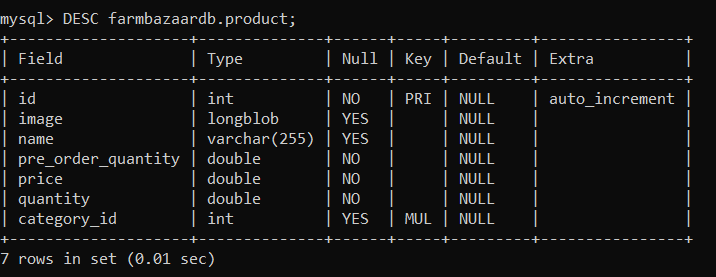 mysql> DESC farmbazaardb.product;
+--------------------+--------------+------+-----+---------+----------------+
| Field              | Type         | Null | Key | Default | Extra          |
+--------------------+--------------+------+-----+---------+----------------+
| id                 | int          | NO   | PRI | NULL    | auto_increment |
| image              | longblob     | YES  |     | NULL    |                |
| name               | varchar(255) | YES  |     | NULL    |                |
| pre_order_quantity | double       | NO   |     | NULL    |                |
| price              | double       | NO   |     | NULL    |                |
| quantity           | double       | NO   |     | NULL    |                |
| category_id        | int          | YES  | MUL | NULL    |                |
+--------------------+--------------+------+-----+---------+----------------+
7 rows in set (0.01 sec)